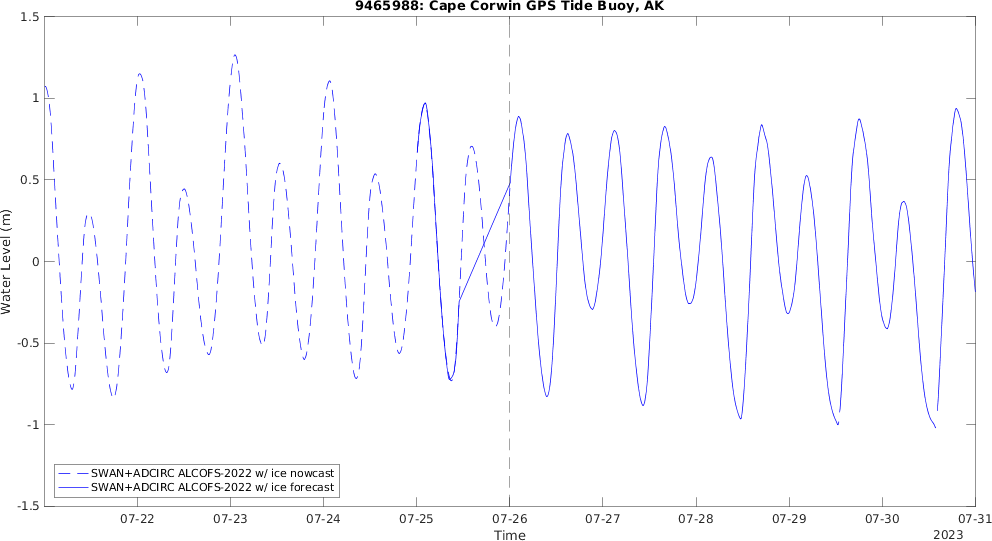 9465988: Cape Corwin GPS Tide Buoy, AK
1.5
1
0.5
0
-0.5
-1
-1.5
Water Level (m)
SWAN+ADCIRC ALCOFS-2022 w/ ice nowcast
SWAN+ADCIRC ALCOFS-2022 w/ ice forecast
07-22 07-23 07-24 07-25 07-26 07-27 07-28 07-29 07-30 07-31
Time
2023